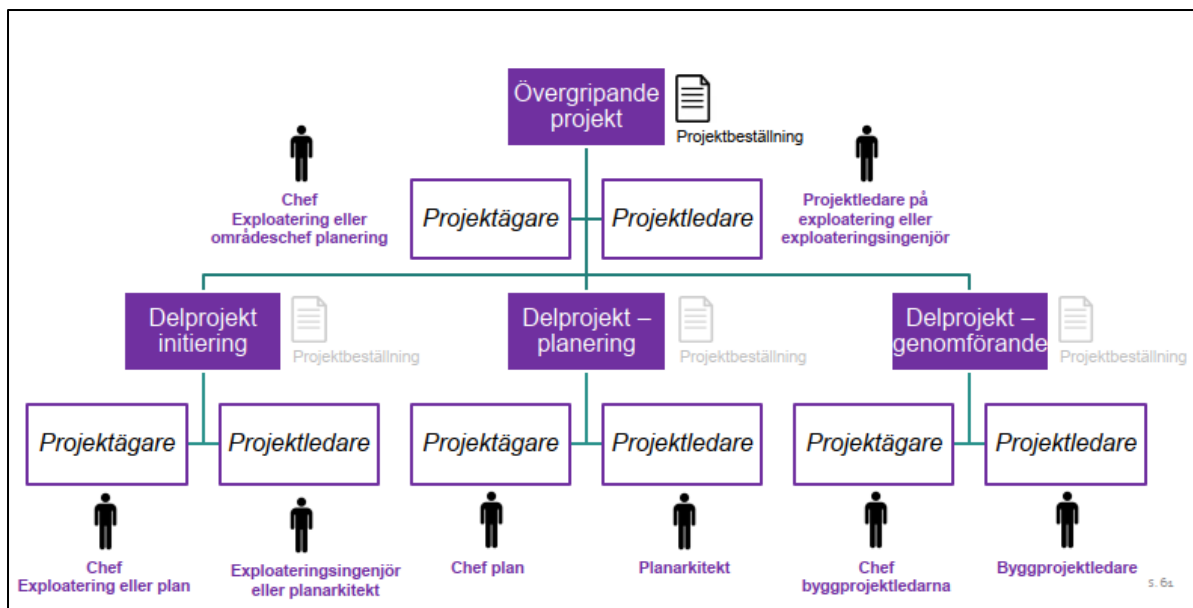 Övergripande
projekt
Projektbeställning
Chef
Exploatering eller
områdeschef planering
Projektägare
Projektledare
Projektledare på
exploatering eller
exploateringsingenjör
Delprojekt
initiering
Projektbeställning
Delprojekt –
planering
Projektbeställning
Delprojekt –
genomförande
Projektbeställning
Projektägare
Projektledare
Projektägare
Projektledare
Projektägare
Projektledare
Chef
Exploatering eller plan
Exploateringsingenjör
eller planarkitekt
Chef plan
Planarkitekt
Chef
byggprojektledarna
Byggprojektledare
s. 61